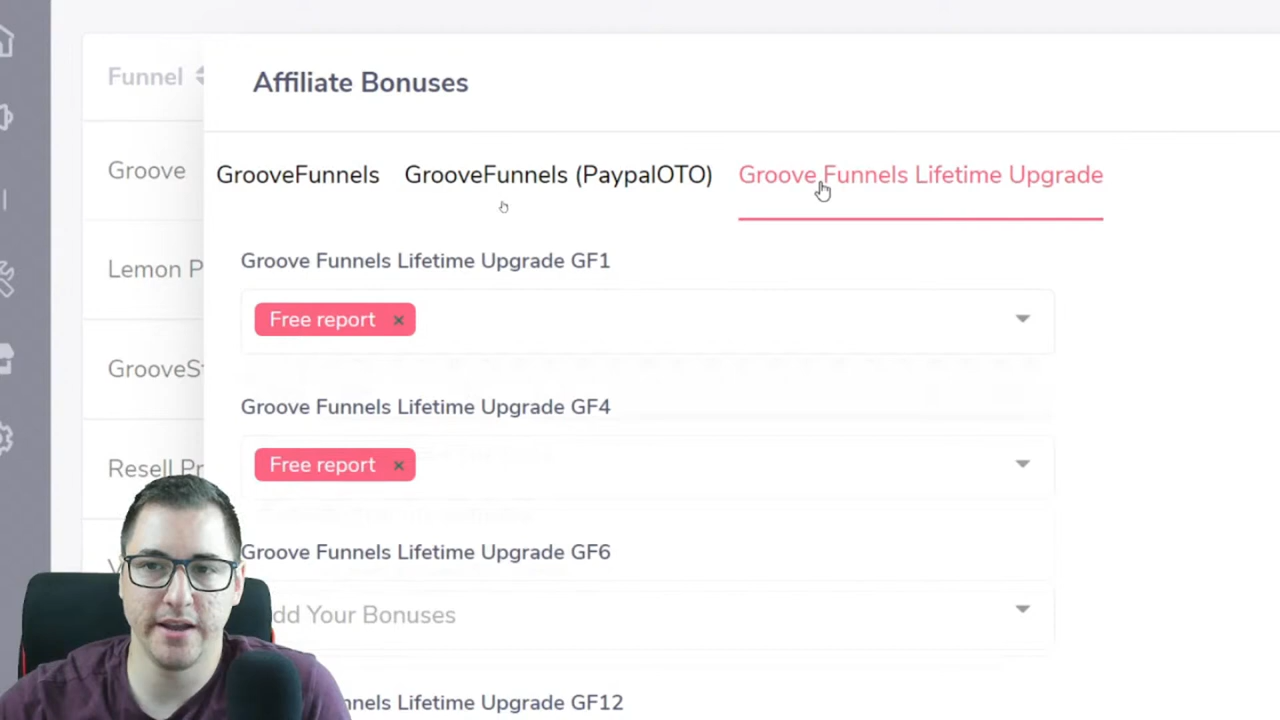 Funnel
Affiliate Bonuses
Groove
GrooveFunnels
GrooveFunnels (PaypalOTO)
Groove Funnels Lifetime Upgrade
Lemon P
Groove Funnels Lifetime Upgrade GF1
Free report ×
GrooveS
Groove Funnels Lifetime Upgrade GF4
Resell Pr
Free report ×
Groove Funnels Lifetime Upgrade GF6
dd Your Bonuses
nnels Lifetime Upgrade GF12